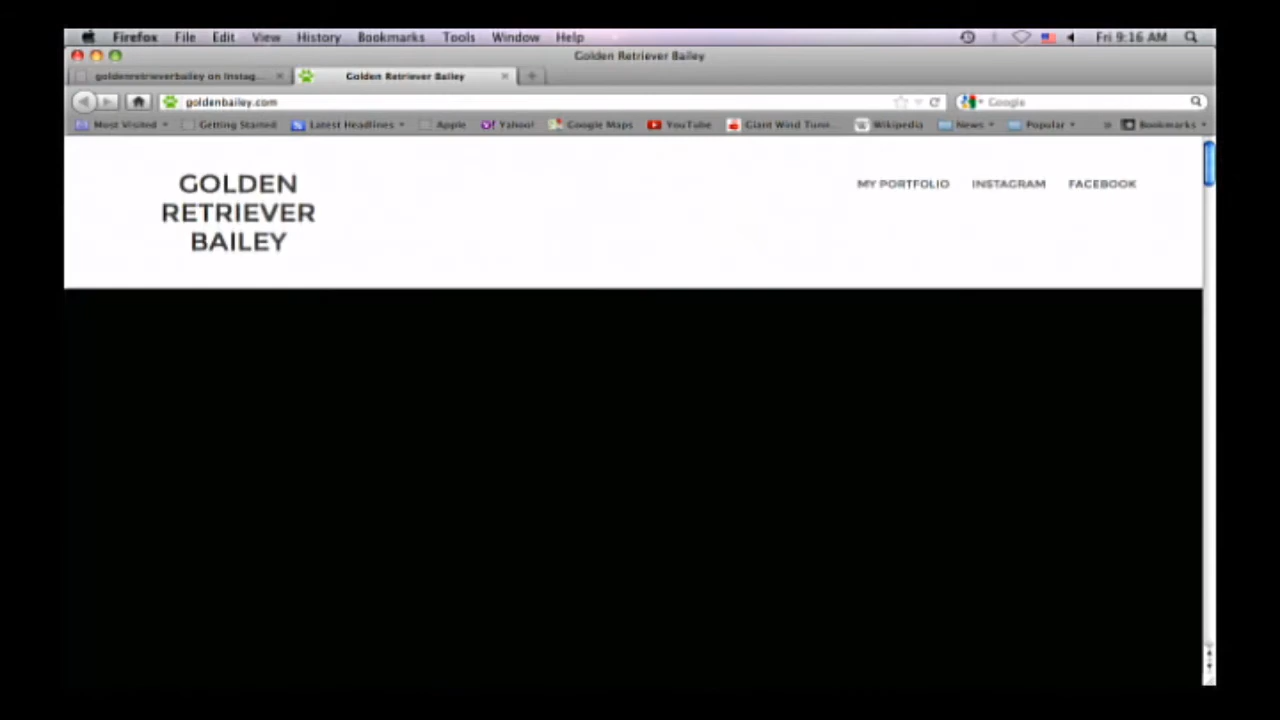 Firefox File Edit View History Bookmarks Tools Window Help Fri 9:16 AM
Golden Retriever Bailey
goldenretrieverbailey on Instag... Golden Retriever Bailey
goldenbailey.com Google
Most Visited Getting Started Latest Headlines Apple Yahoo! Google Maps YouTube Giant Wind Tunn... Wikipedia News Popular Bookmarks
GOLDEN
RETRIEVER
BAILEY
MY PORTFOLIO INSTAGRAM FACEBOOK